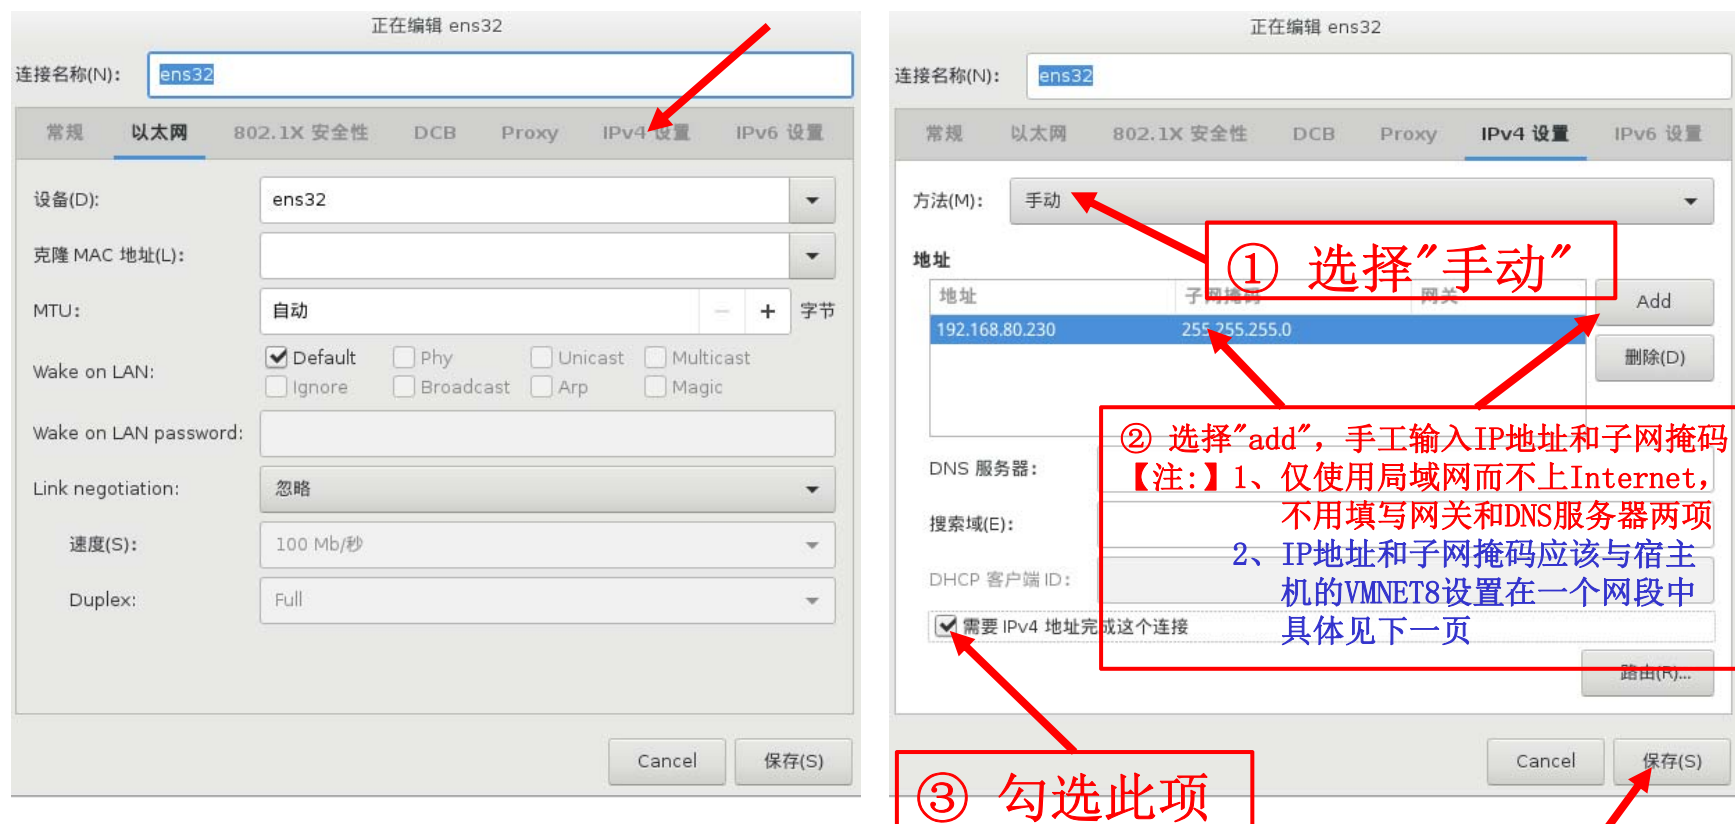 正在编辑 ens32
连接名称(N): ens32
常规 以太网 802.1X 安全性 DCB Proxy IPv4 设置 IPv6 设置
设备(D): ens32
克隆 MAC 地址(L):
MTU: 自动 − + 字节
Wake on LAN: Default Phy Unicast Multicast
Ignore Broadcast Arp Magic
Wake on LAN password:
Link negotiation: 忽略
速度(S): 100 Mb/秒
Duplex: Full
Cancel 保存(S)
正在编辑 ens32
连接名称(N): ens32
常规 以太网 802.1X 安全性 DCB Proxy IPv4 设置 IPv6 设置
方法(M): 手动
① 选择"手动"
地址
地址 子网掩码 网关
192.168.80.230 255.255.255.0
Add
删除(D)
② 选择"add", 手工输入IP地址和子网掩码
【注:】1、仅使用局域网而不上Internet,
不用填写网关和DNS服务器两项
2、IP地址和子网掩码应该与宿主
机的VMNET8设置在一个网段中
具体见下一页
DNS 服务器:
搜索域(E):
DHCP 客户端 ID:
需要 IPv4 地址完成这个连接
路由(R)...
③ 勾选此项
Cancel 保存(S)